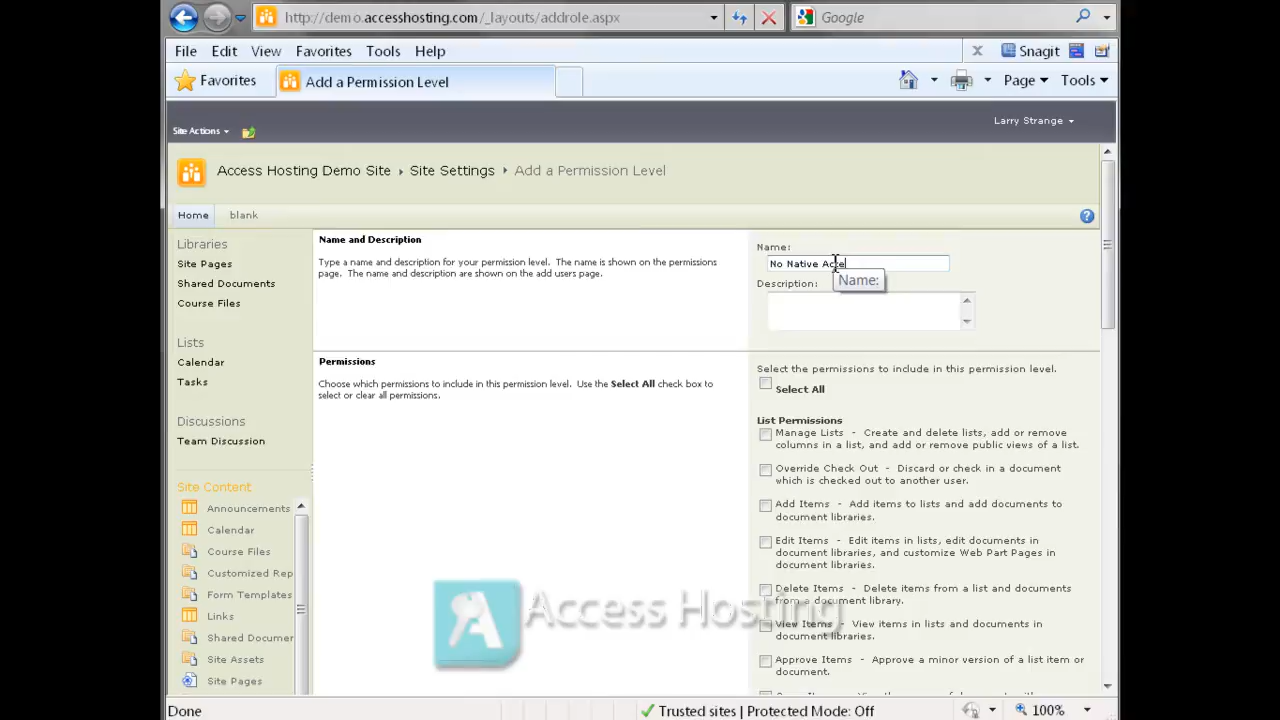 http://demo.accesshosting.com/_layouts/addrole.aspx
Google
File Edit View Favorites Tools Help
X Snagit
Favorites
Add a Permission Level
Page Tools
Site Actions
Larry Strange
Access Hosting Demo Site Site Settings Add a Permission Level
Home blank
Libraries
Site Pages
Shared Documents
Course Files
Lists
Calendar
Tasks
Discussions
Team Discussion
Site Content
Announcements
Calendar
Course Files
Customized Rep
Form Templates
Links
Shared Documen
Site Assets
Site Pages
Name and Description
Type a name and description for your permission level. The name is shown on the permissions
page. The name and description are shown on the add users page.
Name:
No Native Acce
Name:
Description:
Permissions
Choose which permissions to include in this permission level. Use the Select All check box to
select or clear all permissions.
Select the permissions to include in this permission level.
Select All
List Permissions
Manage Lists - Create and delete lists, add or remove
columns in a list, and add or remove public views of a list.
Override Check Out - Discard or check in a document
which is checked out to another user.
Add Items - Add items to lists and add documents to
document libraries.
Edit Items - Edit items in lists, edit documents in
document libraries, and customize Web Part Pages in
document libraries.
Delete Items - Delete items from a list and documents
from a document library.
View Items - View items in lists and documents in
document libraries.
Approve Items - Approve a minor version of a list item or
document.
A Access Hosting
Done
Trusted sites | Protected Mode: Off
100%